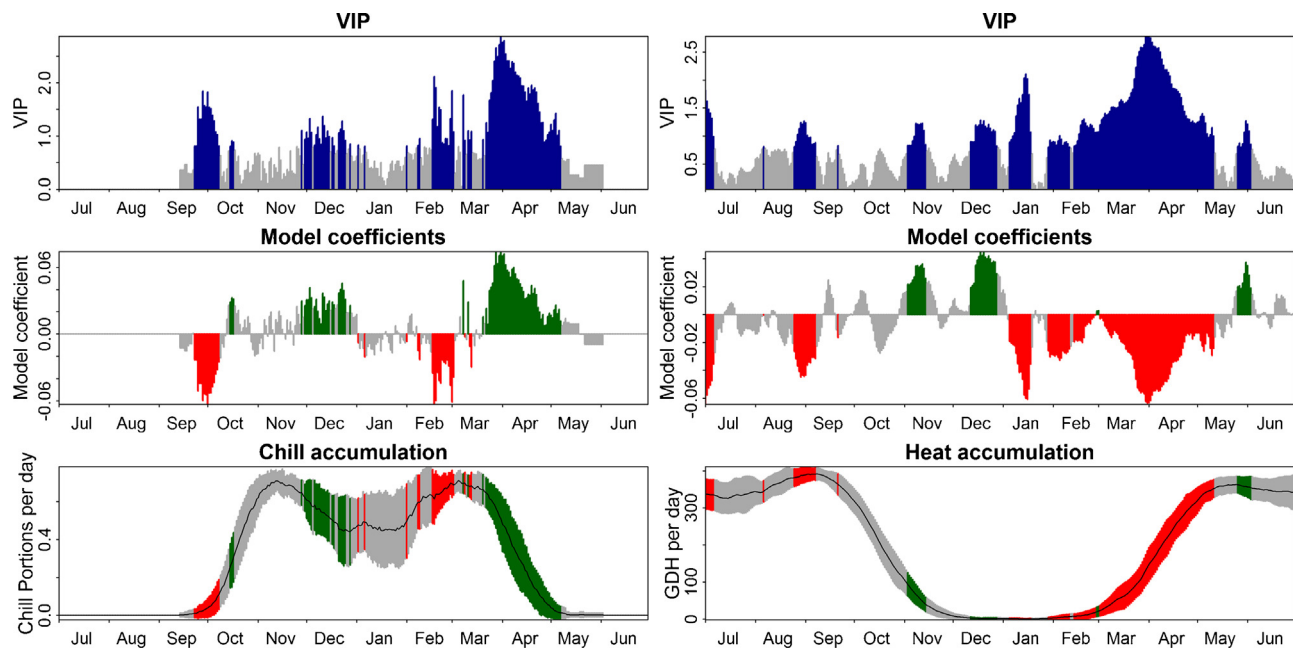 VIP
VIP
0.0 1.0 2.0
Jul Aug Sep Oct Nov Dec Jan Feb Mar Apr May Jun
VIP
VIP
0.5 1.5 2.5
Jul Aug Sep Oct Nov Dec Jan Feb Mar Apr May Jun
Model coefficients
Model coefficient
-0.06 0.00 0.06
Jul Aug Sep Oct Nov Dec Jan Feb Mar Apr May Jun
Model coefficients
Model coefficient
-0.06 -0.02 0.02
Jul Aug Sep Oct Nov Dec Jan Feb Mar Apr May Jun
Chill accumulation
Chill Portions per day
0.0 0.4
Jul Aug Sep Oct Nov Dec Jan Feb Mar Apr May Jun
Heat accumulation
GDH per day
0 100 300
Jul Aug Sep Oct Nov Dec Jan Feb Mar Apr May Jun